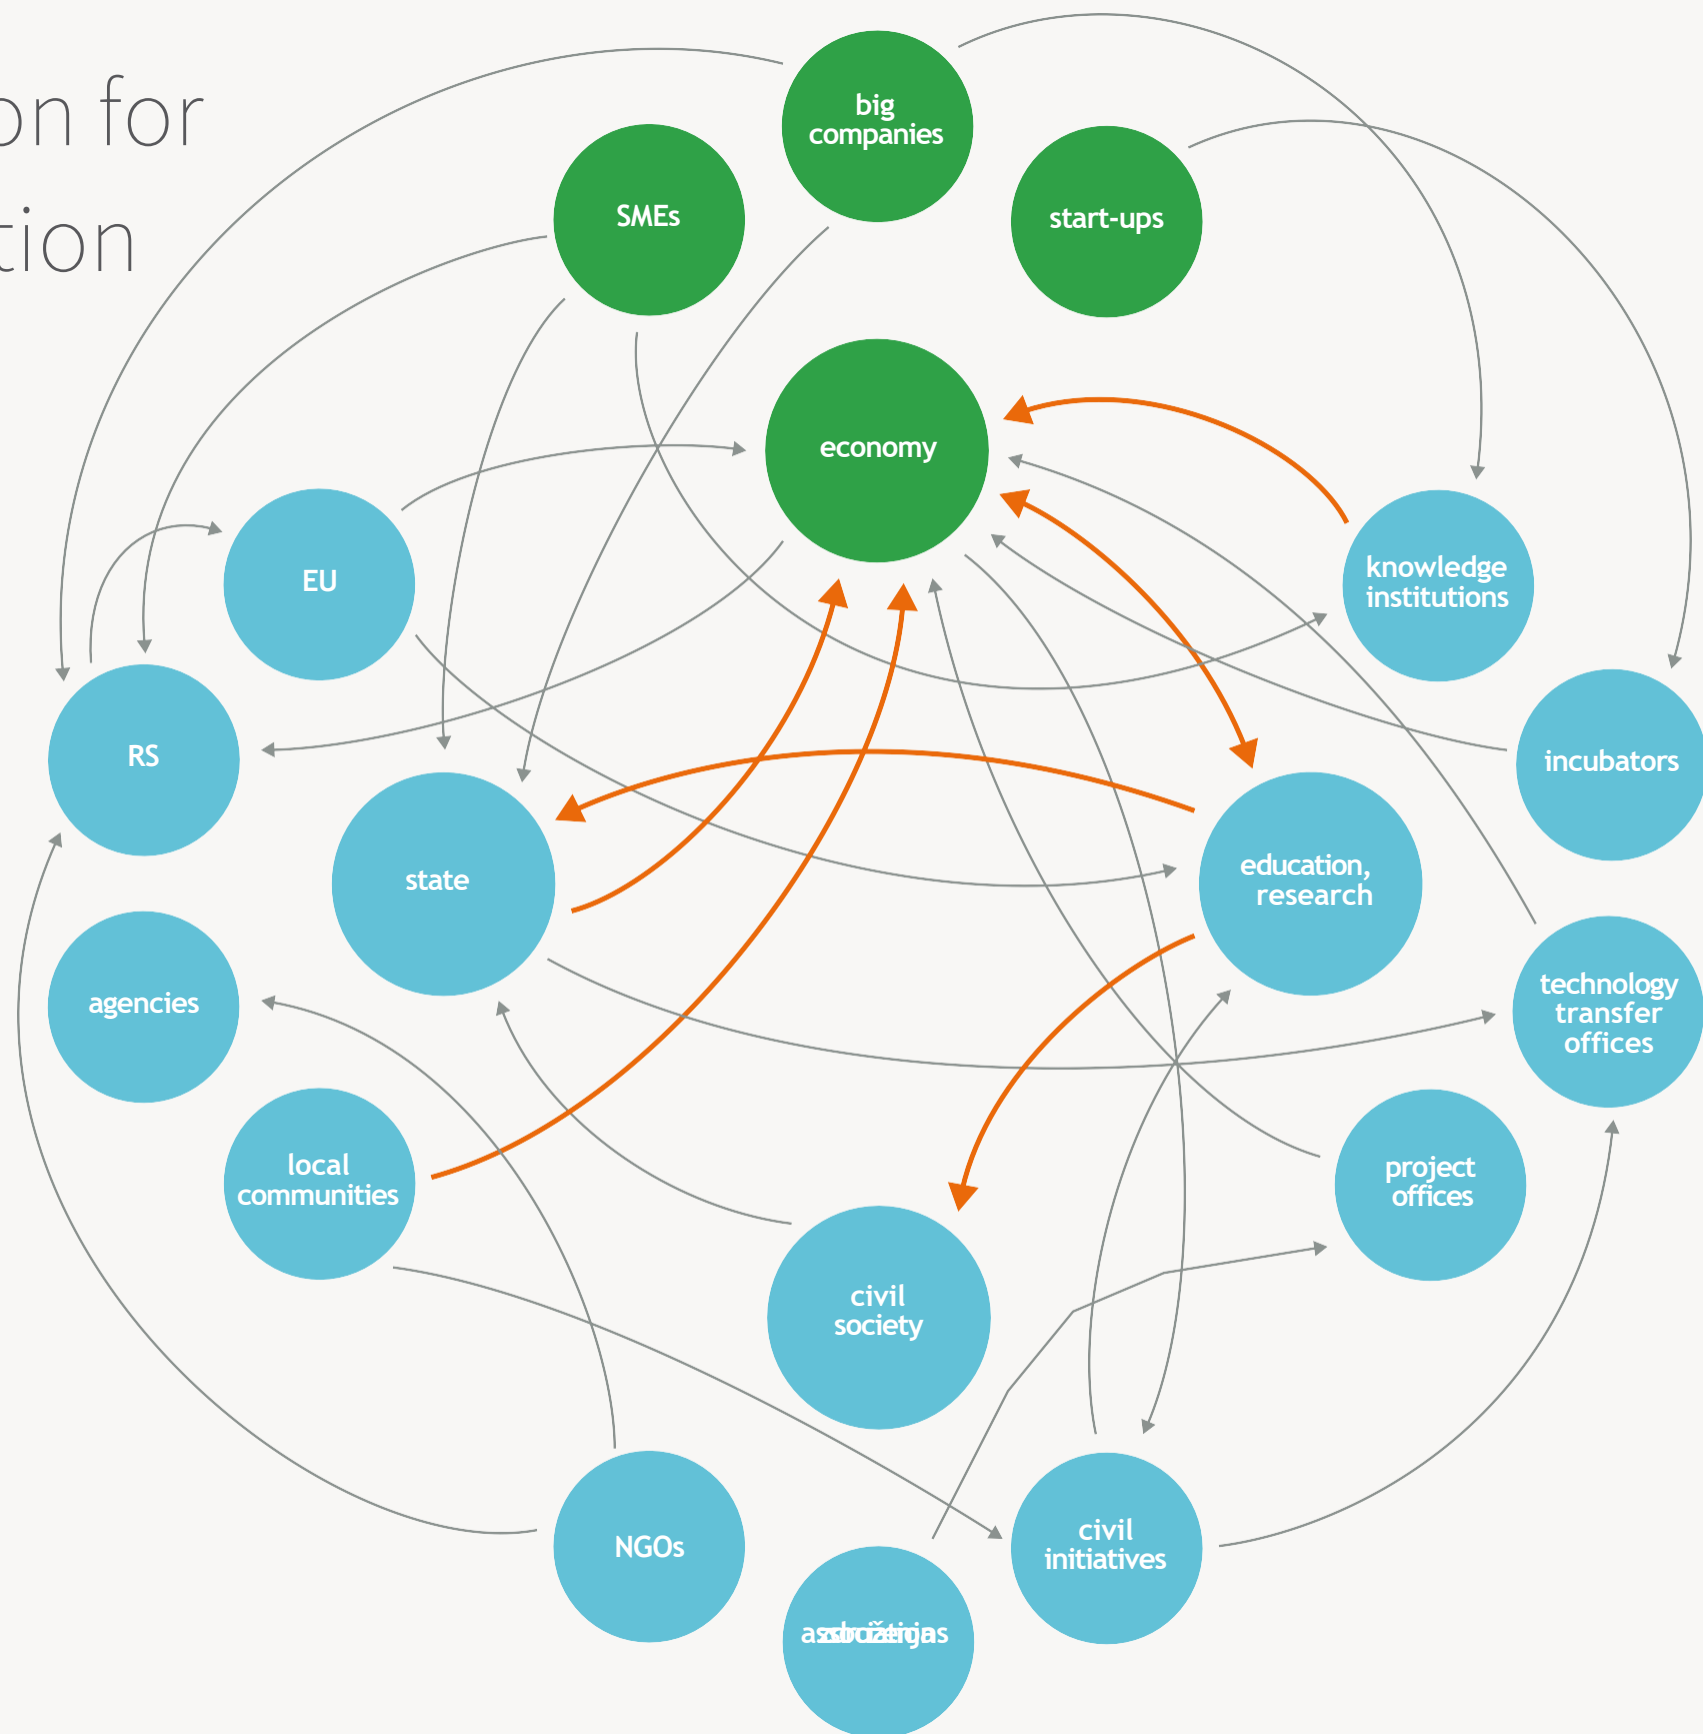 on for
tion
big
companies
SMEs
start-ups
economy
EU
knowledge
institutions
RS
incubators
state
education,
research
agencies
technology
transfer
offices
local
communities
project
offices
civil
society
NGOs
civil
initiatives